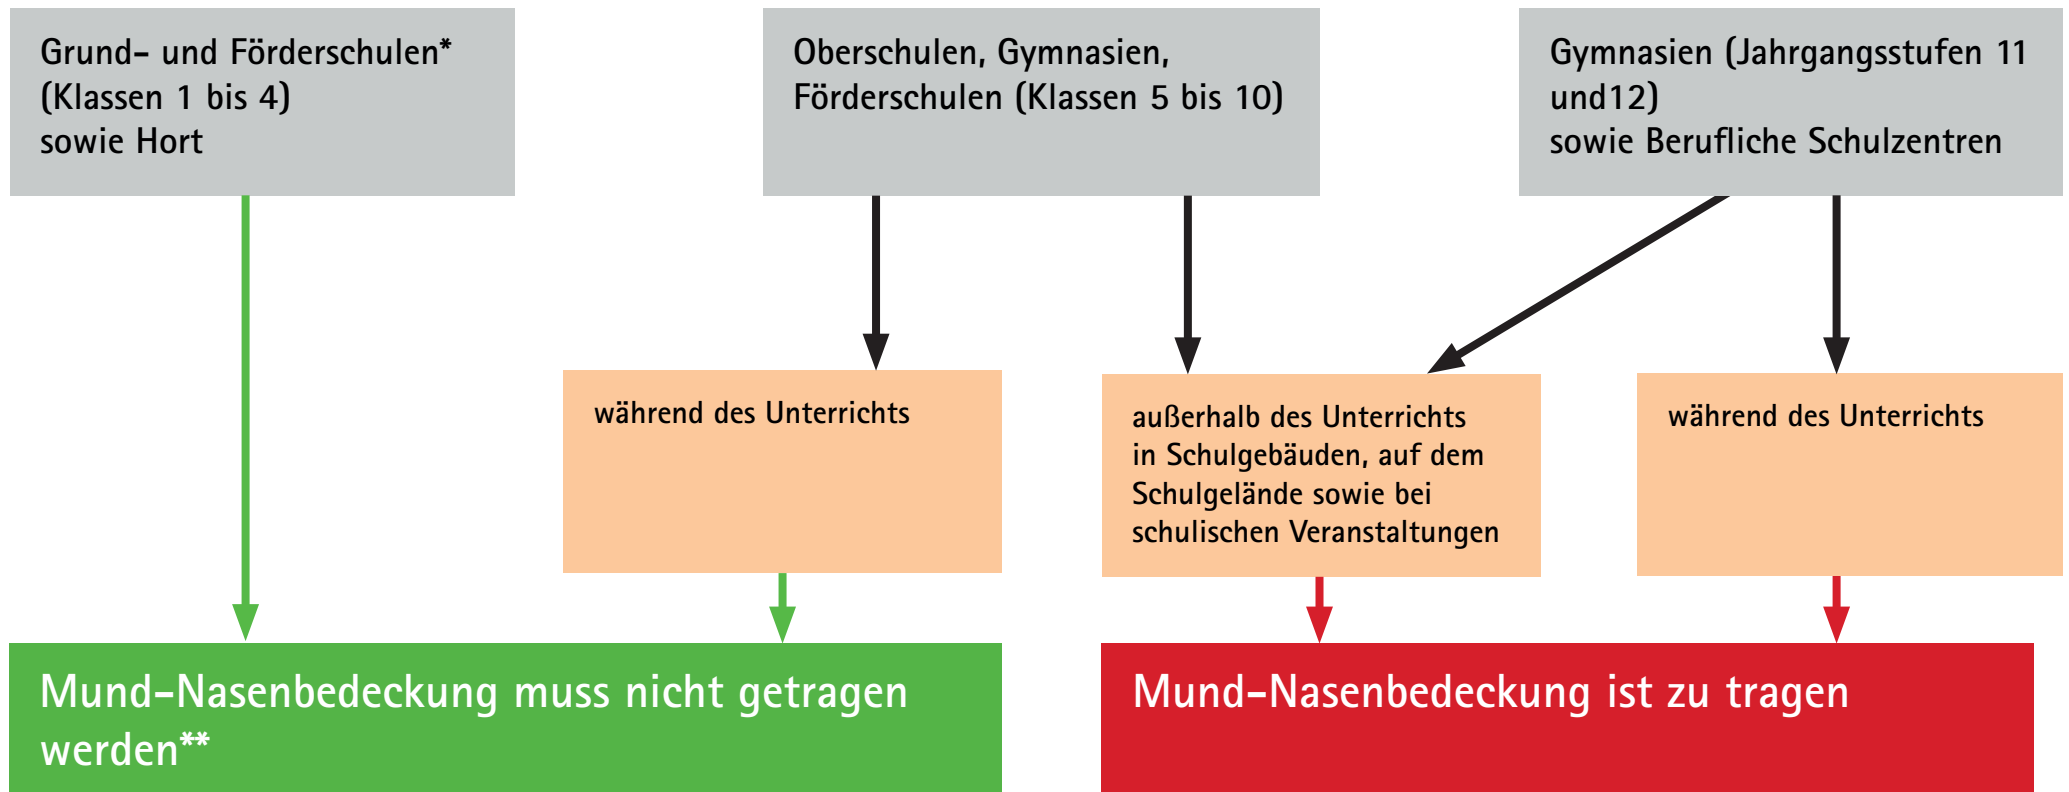 Grund- und Förderschulen*
(Klassen 1 bis 4)
sowie Hort
Oberschulen, Gymnasien,
Förderschulen (Klassen 5 bis 10)
Gymnasien (Jahrgangsstufen 11
und12)
sowie Berufliche Schulzentren
während des Unterrichts
außerhalb des Unterrichts
in Schulgebäuden, auf dem
Schulgelände sowie bei
schulischen Veranstaltungen
während des Unterrichts
Mund-Nasenbedeckung muss nicht getragen
werden**
Mund-Nasenbedeckung ist zu tragen